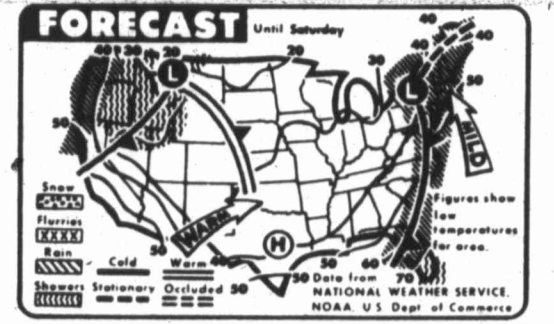 FORECAST Until Saturday
40
40
40
40 30 20
20
30
L
L
50
50
MILD
WARM
H
Snow
Flurries
Rain
Showers
Cold
Warm
Stationary
Occluded
50
40
50
50
50
60
70
Figures show
low
temperatures
for area.
Data from
NATIONAL WEATHER SERVICE,
NOAA, U S Dept of Commerce